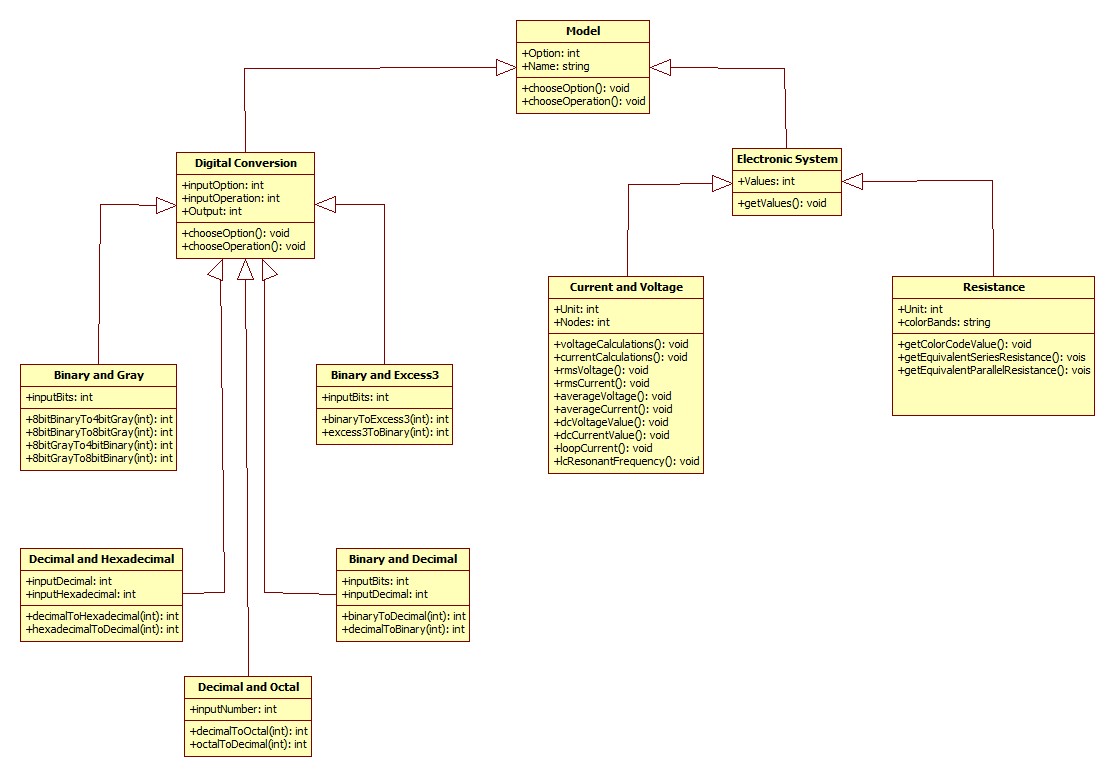 Model
+Option: int
+Name: string
+chooseOption(): void
+chooseOperation(): void
Digital Conversion
+inputOption: int
+inputOperation: int
+Output: int
+chooseOption(): void
+chooseOperation(): void
Electronic System
+Values: int
+getValues(): void
Current and Voltage
+Unit: int
+Nodes: int
+voltageCalculations(): void
+currentCalculations(): void
+rmsVoltage(): void
+rmsCurrent(): void
+averageVoltage(): void
+averageCurrent(): void
+dcVoltageValue(): void
+dcCurrentValue(): void
+loopCurrent(): void
+lcResonantFrequency(): void
Resistance
+Unit: int
+colorBands: string
+getColorCodeValue(): void
+getEquivalentSeriesResistance(): vois
+getEquivalentParallelResistance(): vois
Binary and Gray
+inputBits: int
+8bitBinaryTo4bitGray(int): int
+8bitBinaryTo8bitGray(int): int
+8bitGrayTo4bitBinary(int): int
+8bitGrayTo8bitBinary(int): int
Binary and Excess3
+inputBits: int
+binaryToExcess3(int): int
+excess3ToBinary(int): int
Decimal and Hexadecimal
+inputDecimal: int
+inputHexadecimal: int
+decimalToHexadecimal(int): int
+hexadecimalToDecimal(int): int
Binary and Decimal
+inputBits: int
+inputDecimal: int
+binaryToDecimal(int): int
+decimalToBinary(int): int
Decimal and Octal
+inputNumber: int
+decimalToOctal(int): int
+octalToDecimal(int): int